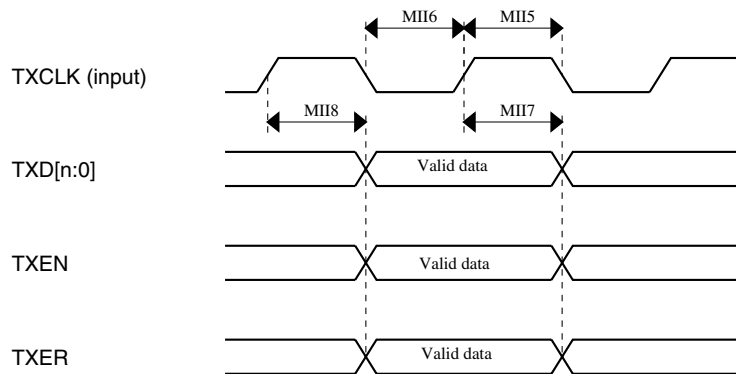 MII6 MII5
TXCLK (input)
MII8 MII7
TXD[n:0] Valid data
TXEN Valid data
TXER Valid data